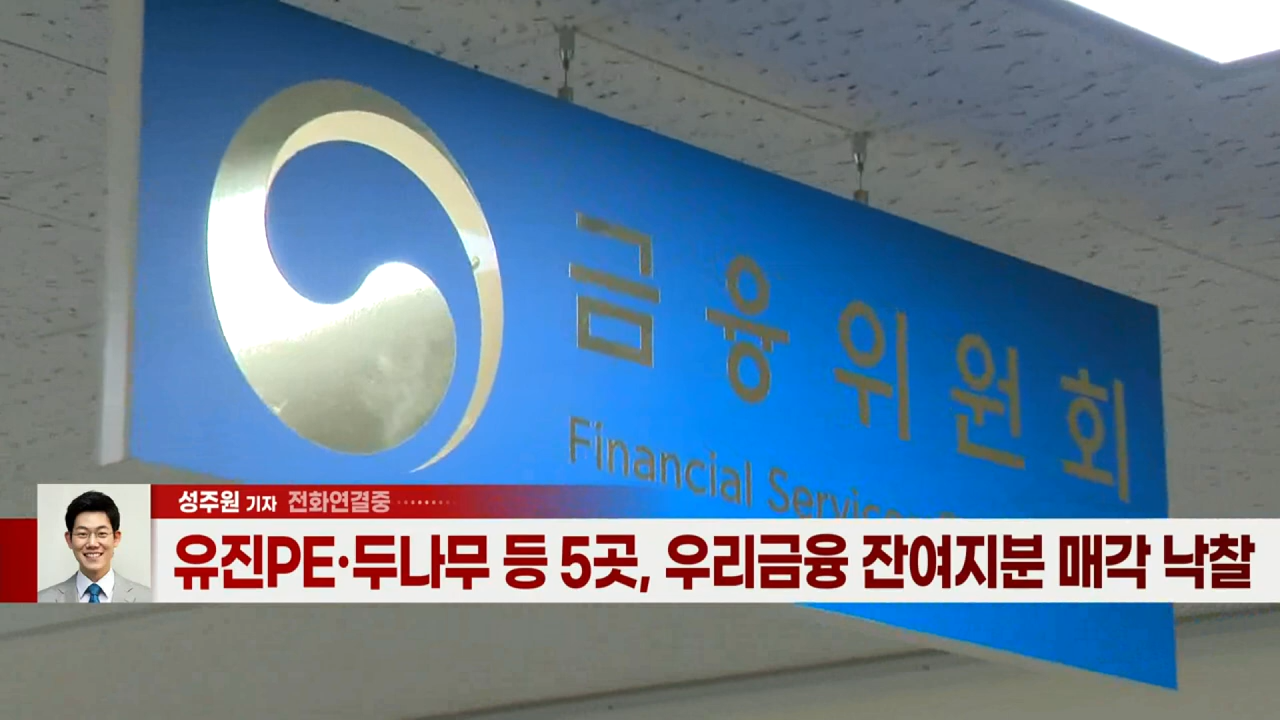 금융위원회
Financial Services
성주원 기자 전화연결중
유진PE·두나무 등 5곳, 우리금융 잔여지분 매각 낙찰